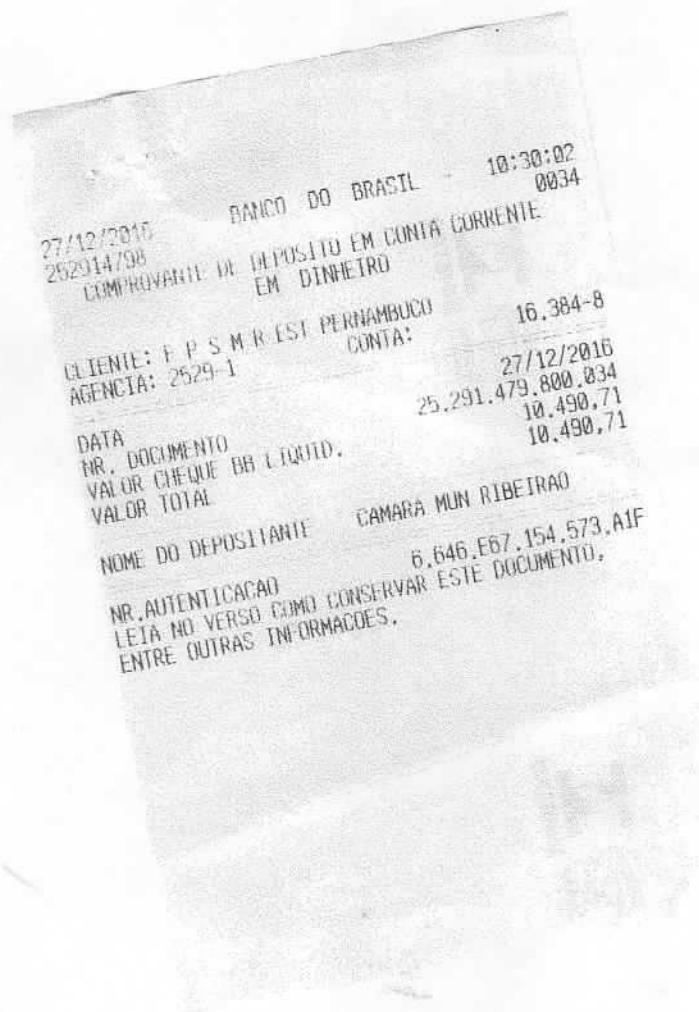 27/12/2016 BANCO DO BRASIL - 10:30:02
252914798 0034
COMPROVANTE DE DEPOSITO EM CONTA CORRENTE
EM DINHEIRO
CLIENTE: F P S M R EST PERNAMBUCO
AGENCIA: 2529-1 CONTA: 16.384-8
DATA 27/12/2016
NR. DOCUMENTO 25.291.479.800.034
VALOR CHEQUE BB LIQUID. 10.490,71
VALOR TOTAL 10.490,71
NOME DO DEPOSITANTE CAMARA MUN RIBEIRAO
NR.AUTENTICACAO 6.646.E67.154.573.A1F
LEIA NO VERSO COMO CONSERVAR ESTE DOCUMENTO,
ENTRE OUTRAS INFORMACOES.